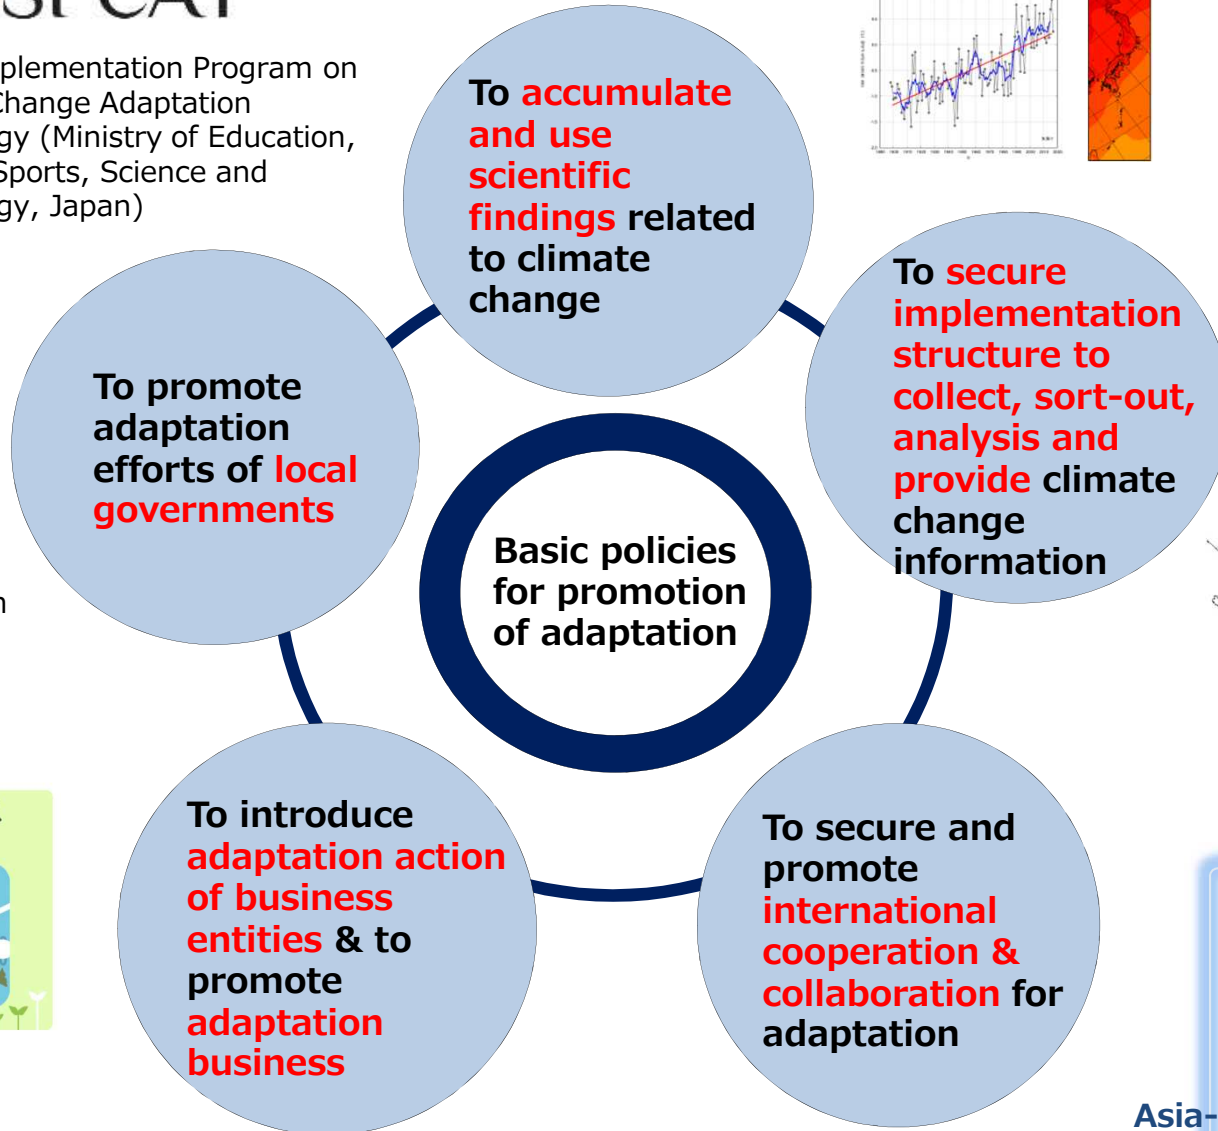 SI-CAT
plementation Program on
Change Adaptation
gy (Ministry of Education,
Sports, Science and
gy, Japan)
To accumulate
and use
scientific
findings related
to climate
change
To secure
implementation
structure to
collect, sort-out,
analysis and
provide climate
change
information
To promote
adaptation
efforts of local
governments
Basic policies
for promotion
of adaptation
n
To introduce
adaptation action
of business
entities & to
promote
adaptation
business
To secure and
promote
international
cooperation &
collaboration for
adaptation
Asia-